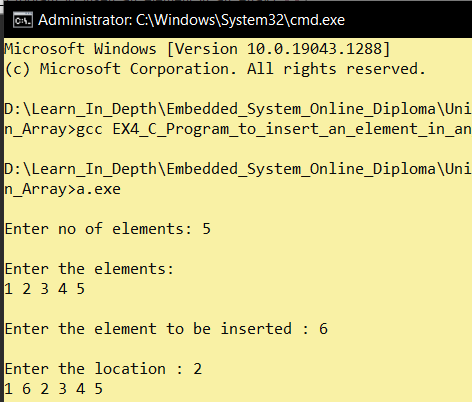 Administrator: C:\Windows\System32\cmd.exe
Microsoft Windows [Version 10.0.19043.1288]
(c) Microsoft Corporation. All rights reserved.
D:\Learn_In_Depth\Embedded_System_Online_Diploma\Uni
n_Array>gcc EX4_C_Program_to_insert_an_element_in_an
D:\Learn_In_Depth\Embedded_System_Online_Diploma\Uni
n_Array>a.exe
Enter no of elements: 5
Enter the elements:
1 2 3 4 5
Enter the element to be inserted : 6
Enter the location : 2
1 6 2 3 4 5